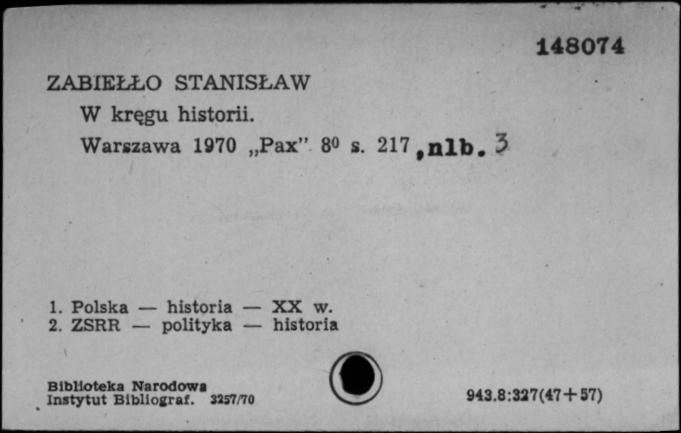 148074
ZABIEŁŁO STANISŁAW
W kręgu historii.
Warszawa 1970 „Pax” 8⁰ s. 217, nlb. 3
1. Polska — historia — XX w.
2. ZSRR — polityka — historia
Biblioteka Narodowa
Instytut Bibliograf. 3257/70
943.8:327(47+57)